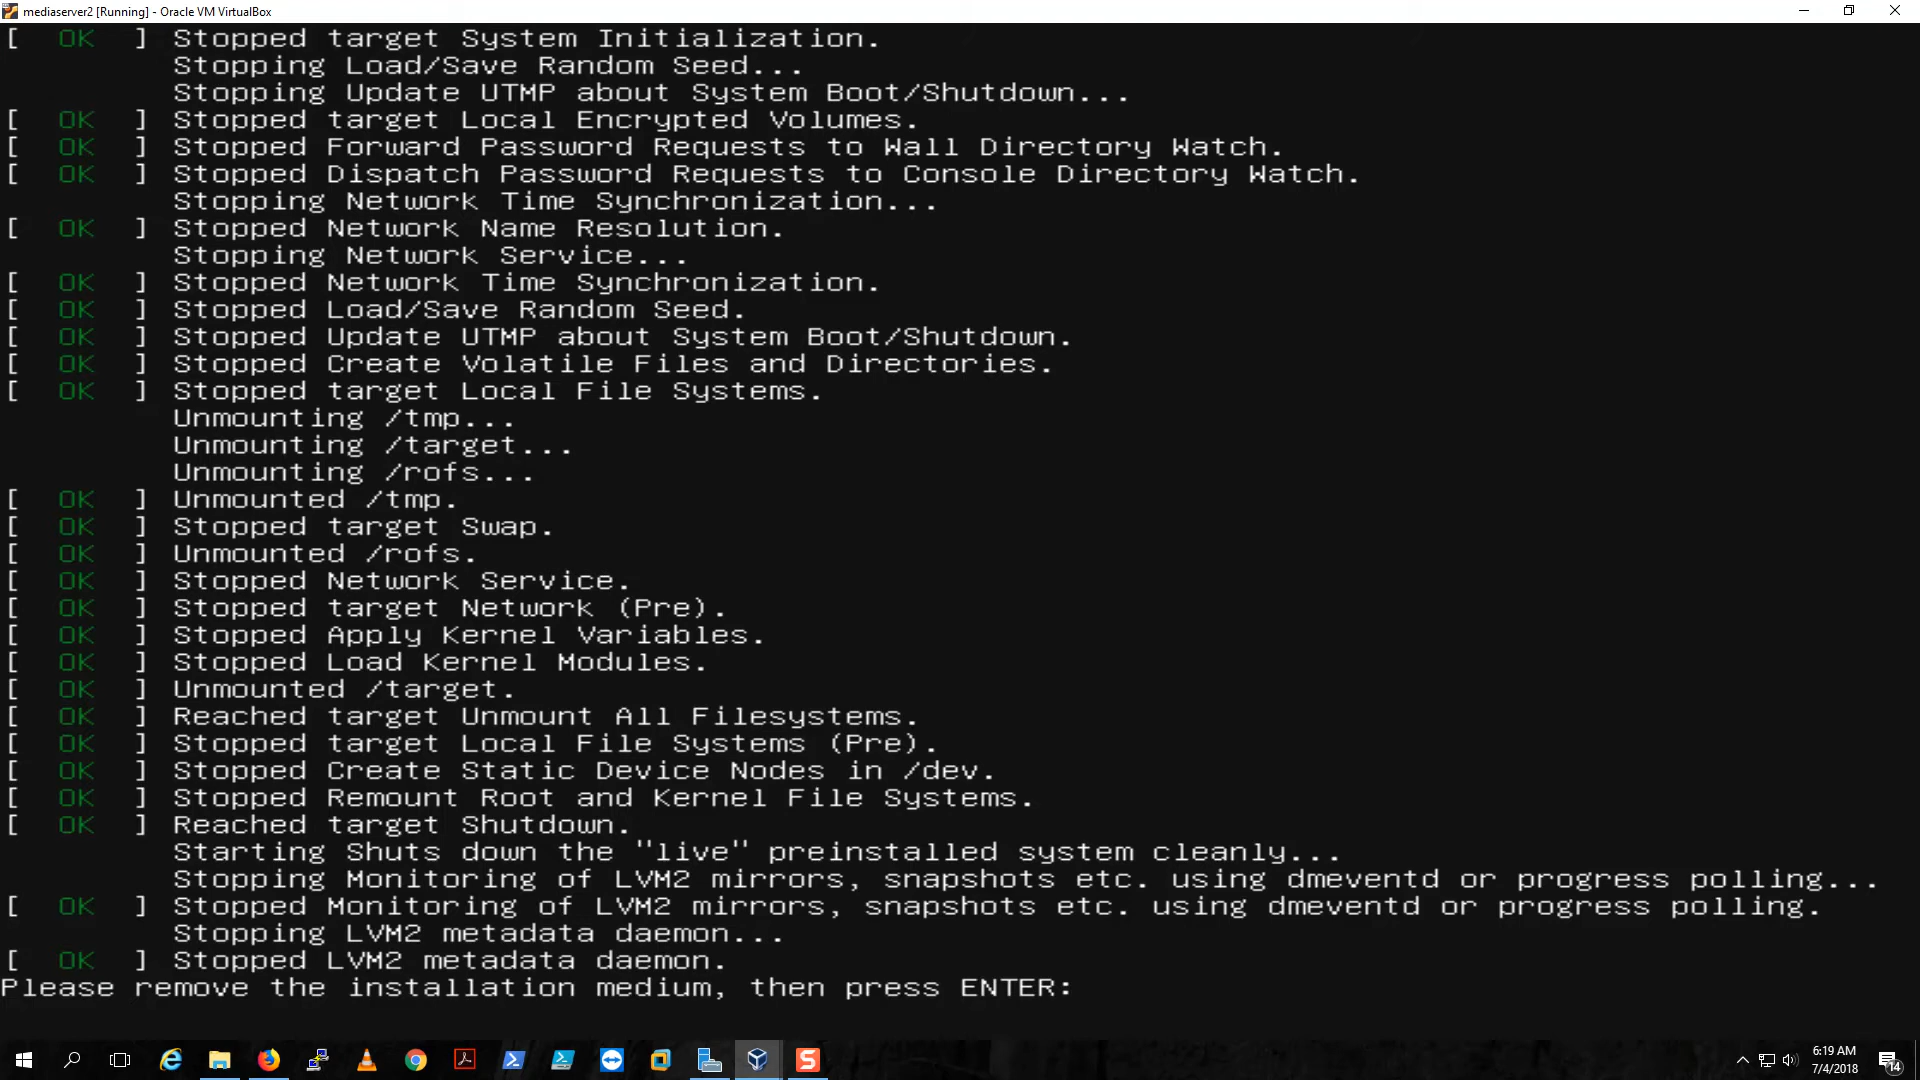 mediaserver2 [Running] - Oracle VM VirtualBox
[ OK ] Stopped target System Initialization.
Stopping Load/Save Random Seed...
Stopping Update UTMP about System Boot/Shutdown...
[ OK ] Stopped target Local Encrypted Volumes.
[ OK ] Stopped Forward Password Requests to Wall Directory Watch.
[ OK ] Stopped Dispatch Password Requests to Console Directory Watch.
Stopping Network Time Synchronization...
[ OK ] Stopped Network Name Resolution.
Stopping Network Service...
[ OK ] Stopped Network Time Synchronization.
[ OK ] Stopped Load/Save Random Seed.
[ OK ] Stopped Update UTMP about System Boot/Shutdown.
[ OK ] Stopped Create Volatile Files and Directories.
[ OK ] Stopped target Local File Systems.
Unmounting /tmp...
Unmounting /target...
Unmounting /rofs...
[ OK ] Unmounted /tmp.
[ OK ] Stopped target Swap.
[ OK ] Unmounted /rofs.
[ OK ] Stopped Network Service.
[ OK ] Stopped target Network (Pre).
[ OK ] Stopped Apply Kernel Variables.
[ OK ] Stopped Load Kernel Modules.
[ OK ] Unmounted /target.
[ OK ] Reached target Unmount All Filesystems.
[ OK ] Stopped target Local File Systems (Pre).
[ OK ] Stopped Create Static Device Nodes in /dev.
[ OK ] Stopped Remount Root and Kernel File Systems.
[ OK ] Reached target Shutdown.
Starting Shuts down the "live" preinstalled system cleanly...
Stopping Monitoring of LVM2 mirrors, snapshots etc. using dmeventd or progress polling...
[ OK ] Stopped Monitoring of LVM2 mirrors, snapshots etc. using dmeventd or progress polling.
Stopping LVM2 metadata daemon...
[ OK ] Stopped LVM2 metadata daemon.
Please remove the installation medium, then press ENTER:
6:19 AM
7/4/2018
14